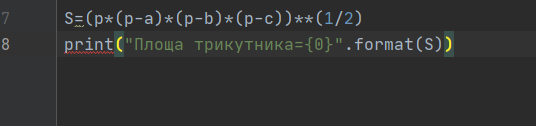 7 S=(p*(p-a)*(p-b)*(p-c))**(1/2)
8 print("Площа трикутника={0}".format(S))